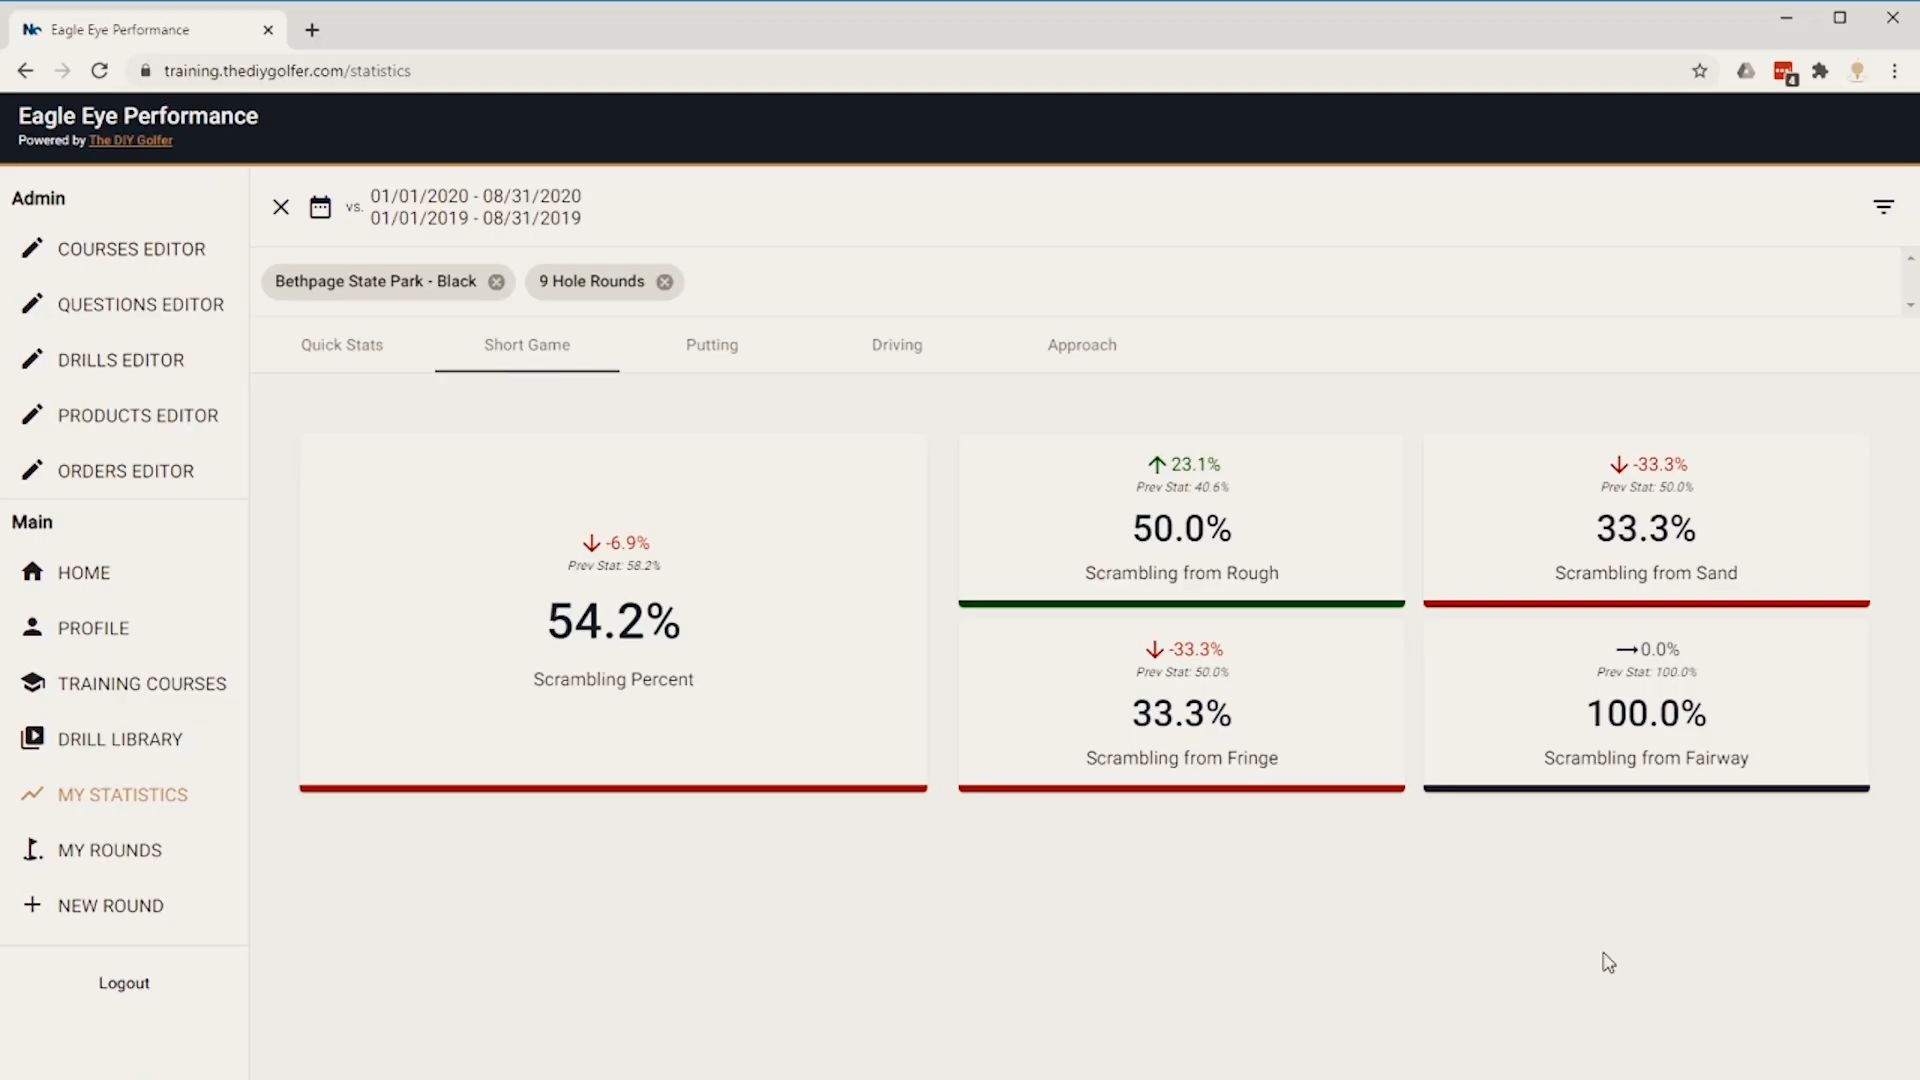 Eagle Eye Performance
training.thediygolfer.com/statistics
4
Eagle Eye Performance
Powered by The DIY Golfer
Admin
COURSES EDITOR
QUESTIONS EDITOR
DRILLS EDITOR
PRODUCTS EDITOR
ORDERS EDITOR
Main
HOME
PROFILE
TRAINING COURSES
DRILL LIBRARY
MY STATISTICS
MY ROUNDS
NEW ROUND
Logout
vs.
01/01/2020 - 08/31/2020
01/01/2019 - 08/31/2019
Bethpage State Park - Black
9 Hole Rounds
Quick Stats
Short Game
Putting
Driving
Approach
-6.9%
Prev Stat: 58.2%
54.2%
Scrambling Percent
23.1%
Prev Stat: 40.6%
50.0%
Scrambling from Rough
-33.3%
Prev Stat: 50.0%
33.3%
Scrambling from Sand
-33.3%
Prev Stat: 50.0%
33.3%
Scrambling from Fringe
0.0%
Prev Stat: 100.0%
100.0%
Scrambling from Fairway